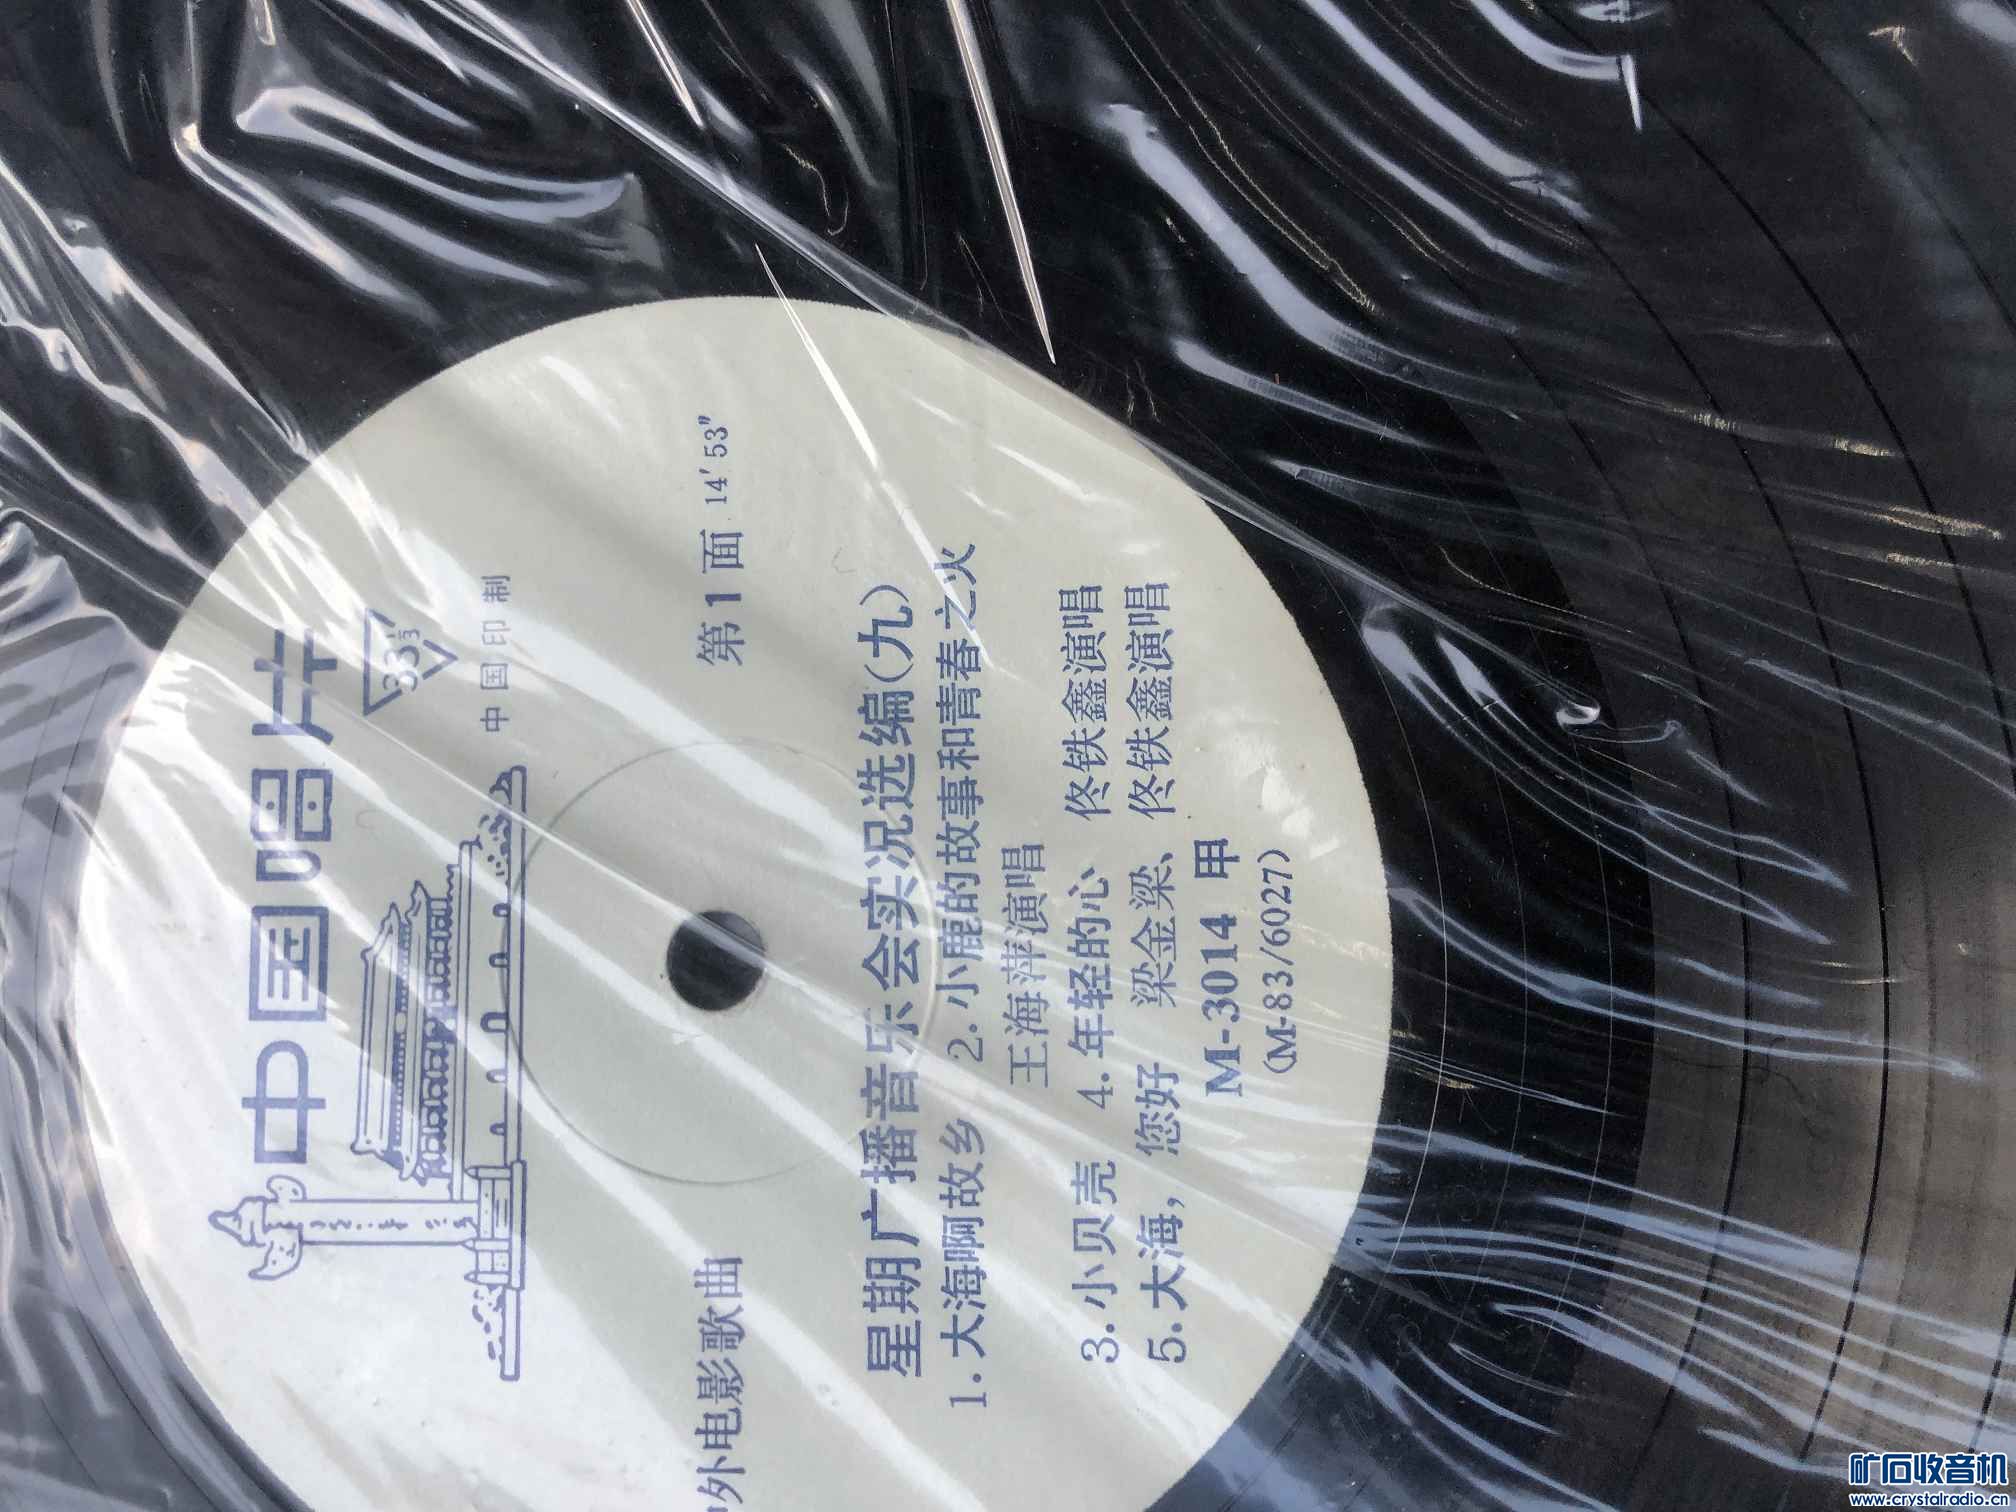 中国唱片
33⅓
中国印制
中外电影歌曲 第1面 14′53″
星期广播音乐会实况选编(九)
1.大海啊故乡 2.小鹿的故事和青春之火
王海萍演唱
3.小贝壳 4.年轻的心 佟铁鑫演唱
5.大海，您好 梁金梁、佟铁鑫演唱
M-3014 甲
(M-83/6027)
矿石收音机
www.crystalradio.cn